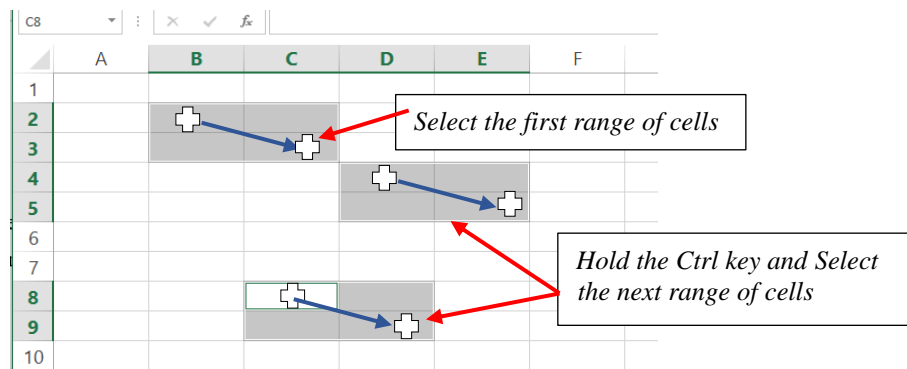 C8 fx
A B C D E F
1
2
Select the first range of cells
3
4
5
6
7
Hold the Ctrl key and Select
the next range of cells
8
9
10